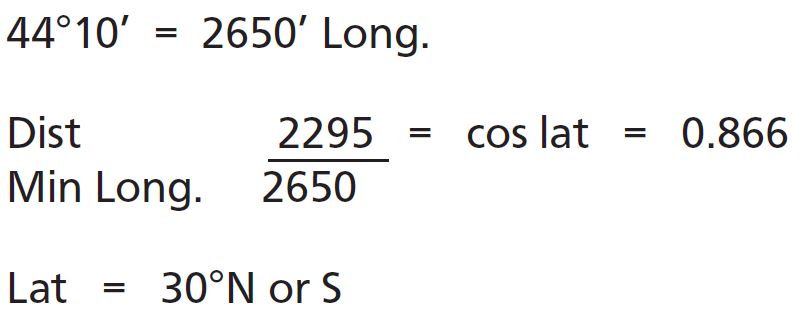 44°10′ = 2650′ Long.
Dist 2295 = cos lat = 0.866
Min Long. 2650
Lat = 30°N or S